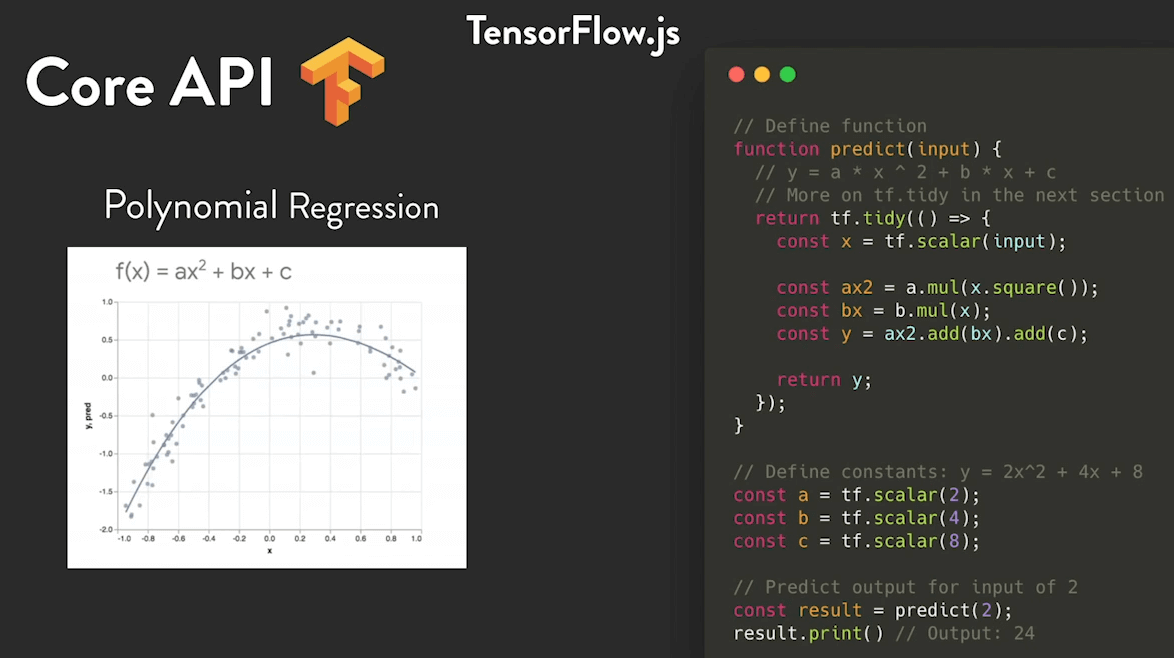 TensorFlow.js
Core API
Polynomial Regression
f(x) = ax² + bx + c
1.0
0.5
0.0
-0.5
-1.0
-1.5
-2.0
y, pred
-1.0 -0.8 -0.6 -0.4 -0.2 0.0 0.2 0.4 0.6 0.8 1.0
x
// Define function
function predict(input) {
  // y = a * x ^ 2 + b * x + c
  // More on tf.tidy in the next section
  return tf.tidy(() => {
    const x = tf.scalar(input);
    const ax2 = a.mul(x.square());
    const bx = b.mul(x);
    const y = ax2.add(bx).add(c);
    return y;
  });
}
// Define constants: y = 2x^2 + 4x + 8
const a = tf.scalar(2);
const b = tf.scalar(4);
const c = tf.scalar(8);
// Predict output for input of 2
const result = predict(2);
result.print() // Output: 24